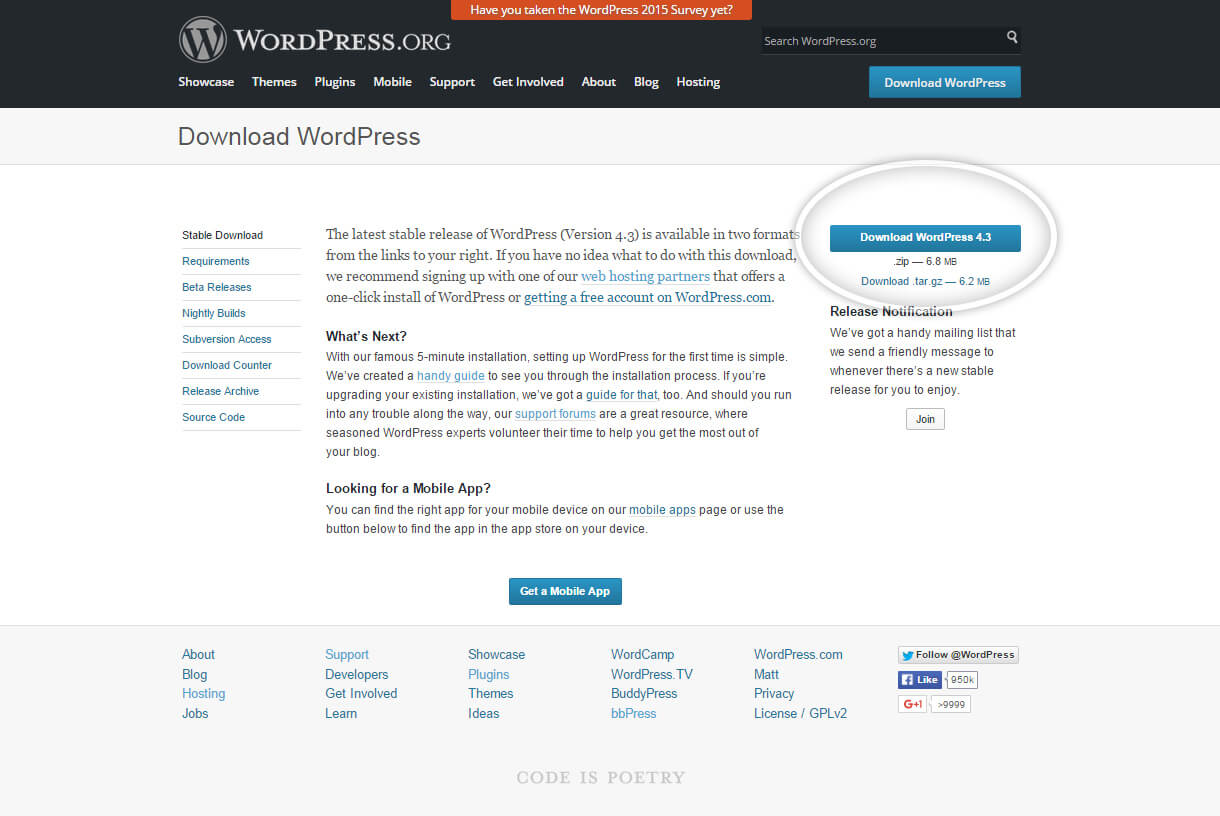 Have you taken the WordPress 2015 Survey yet?
WORDPRESS.ORG
Search WordPress.org
Showcase Themes Plugins Mobile Support Get Involved About Blog Hosting
Download WordPress
Download WordPress
Stable Download
Requirements
Beta Releases
Nightly Builds
Subversion Access
Download Counter
Release Archive
Source Code
The latest stable release of WordPress (Version 4.3) is available in two formats
from the links to your right. If you have no idea what to do with this download,
we recommend signing up with one of our web hosting partners that offers a
one-click install of WordPress or getting a free account on WordPress.com.
What's Next?
With our famous 5-minute installation, setting up WordPress for the first time is simple.
We've created a handy guide to see you through the installation process. If you're
upgrading your existing installation, we've got a guide for that, too. And should you run
into any trouble along the way, our support forums are a great resource, where
seasoned WordPress experts volunteer their time to help you get the most out of
your blog.
Looking for a Mobile App?
You can find the right app for your mobile device on our mobile apps page or use the
button below to find the app in the app store on your device.
Get a Mobile App
Download WordPress 4.3
.zip — 6.8 MB
Download .tar.gz — 6.2 MB
Release Notification
We've got a handy mailing list that
we send a friendly message to
whenever there's a new stable
release for you to enjoy.
Join
About
Blog
Hosting
Jobs
Support
Developers
Get Involved
Learn
Showcase
Plugins
Themes
Ideas
WordCamp
WordPress.TV
BuddyPress
bbPress
WordPress.com
Matt
Privacy
License / GPLv2
Follow @WordPress
Like 950k
G+1 >9999
CODE IS POETRY